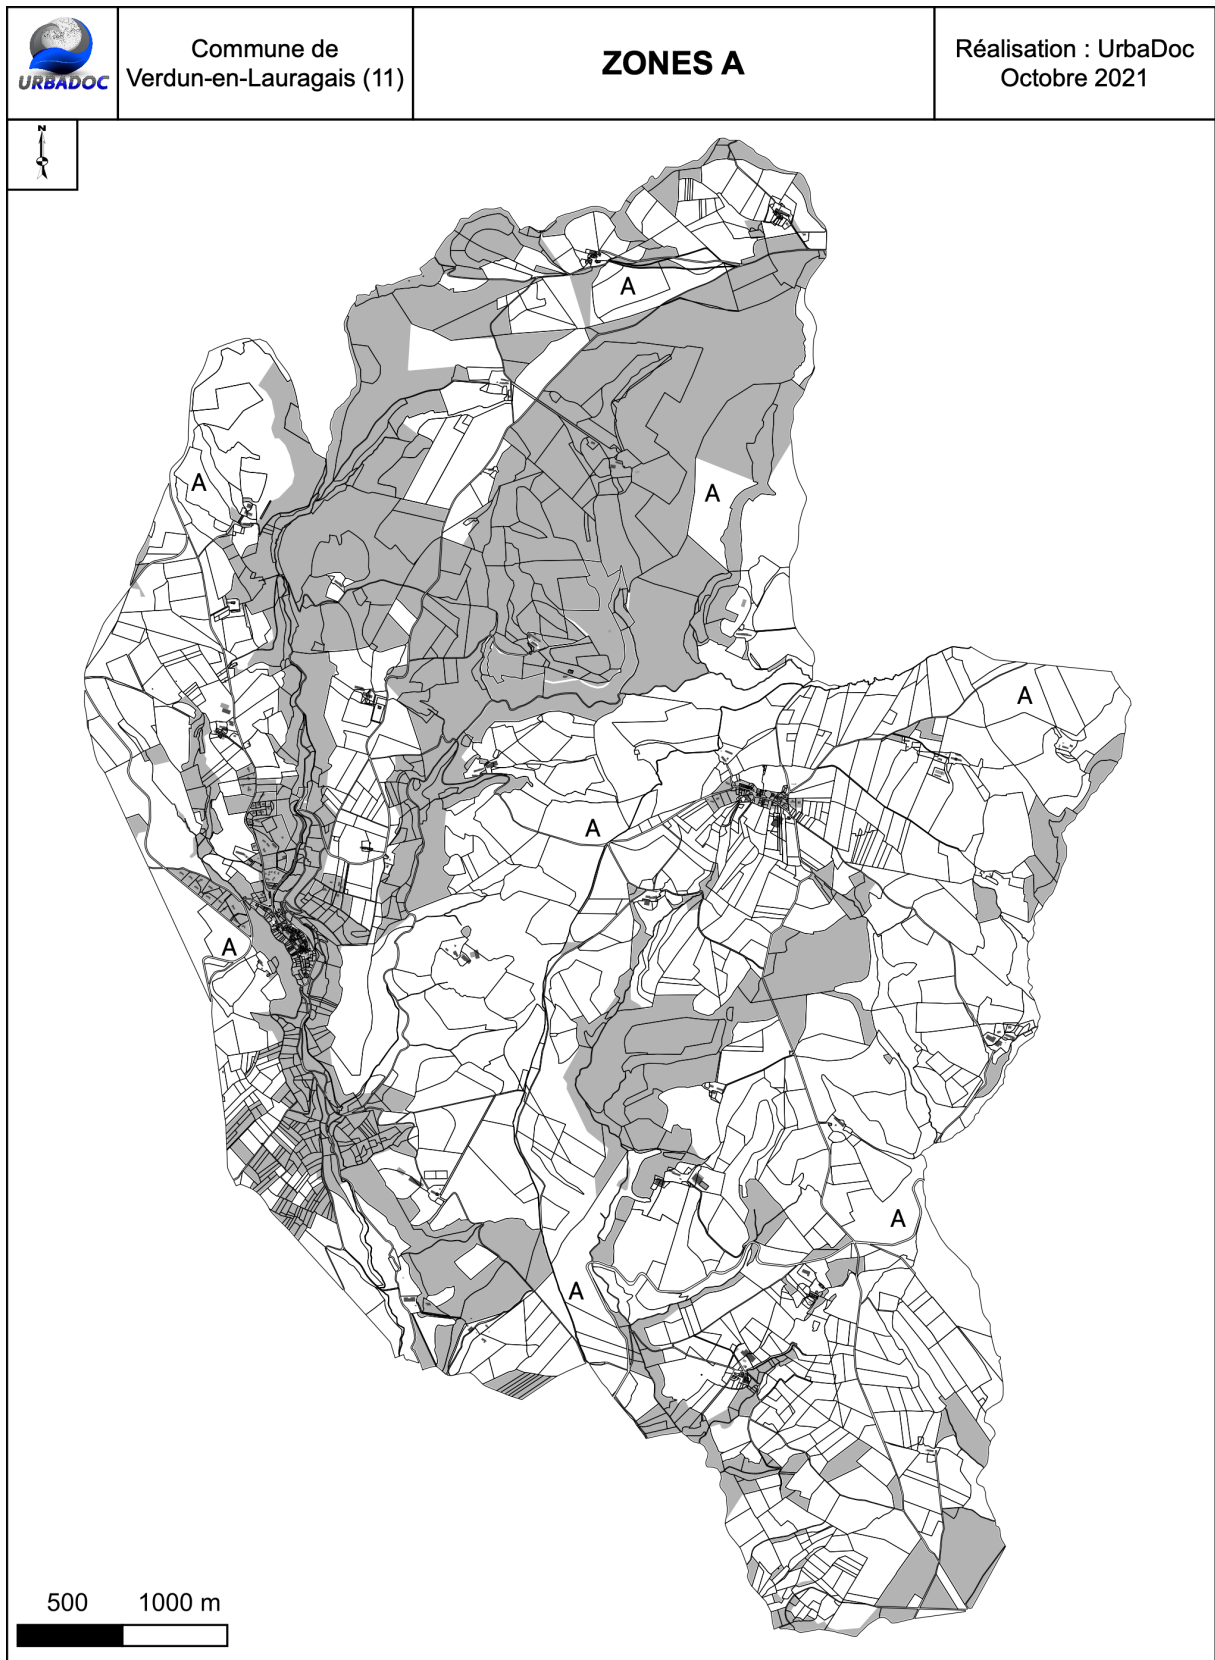 URBADOC
Commune de
Verdun-en-Lauragais (11)
ZONES A
Réalisation : UrbaDoc
Octobre 2021
N
A
A
A
A
A
A
A
A
500 1000 m